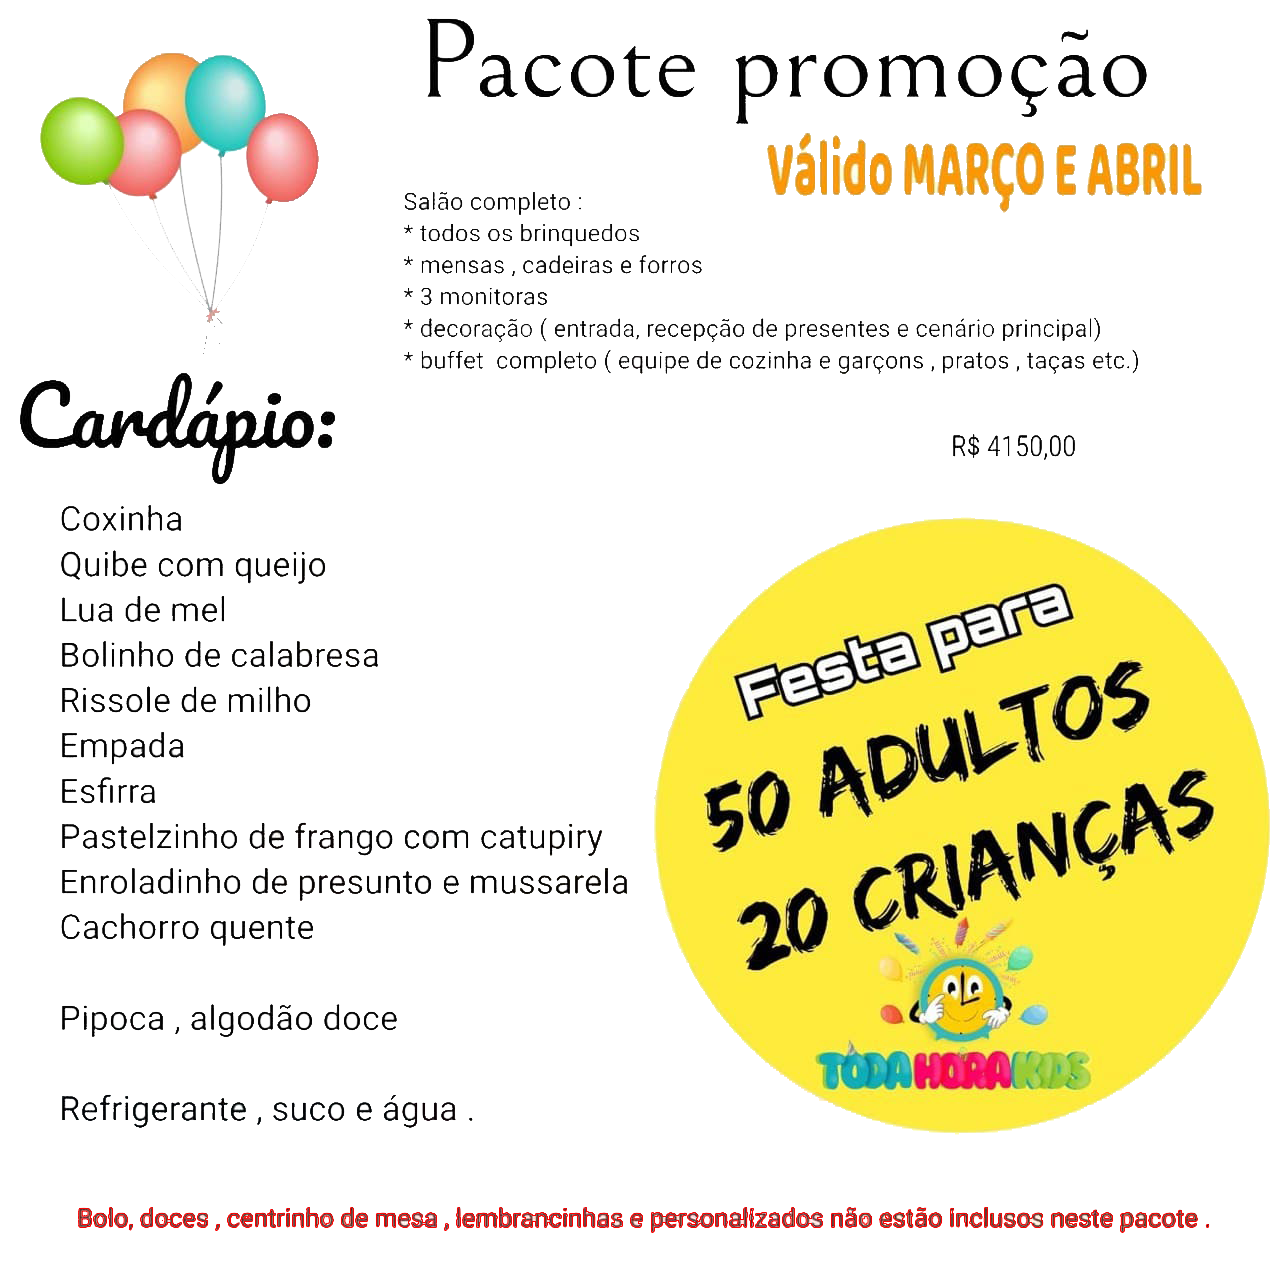 Pacote promoção
Válido MARÇO E ABRIL
Salão completo :
* todos os brinquedos
* mensas , cadeiras e forros
* 3 monitoras
* decoração ( entrada, recepção de presentes e cenário principal)
* buffet  completo ( equipe de cozinha e garçons , pratos , taças etc.)
Cardápio:
R$ 4150,00
Coxinha
Quibe com queijo
Lua de mel
Bolinho de calabresa
Rissole de milho
Empada
Esfirra
Pastelzinho de frango com catupiry
Enroladinho de presunto e mussarela
Cachorro quente
Pipoca , algodão doce
Refrigerante , suco e água .
Festa para
50 ADULTOS
20 CRIANÇAS
TODA HORA KIDS
Bolo, doces , centrinho de mesa , lembrancinhas e personalizados não estão inclusos neste pacote .